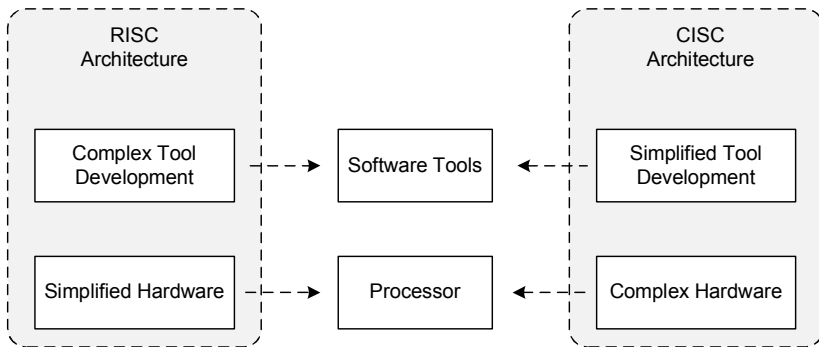 RISC
Architecture
CISC
Architecture
Complex Tool
Development
Software Tools
Simplified Tool
Development
Simplified Hardware
Processor
Complex Hardware